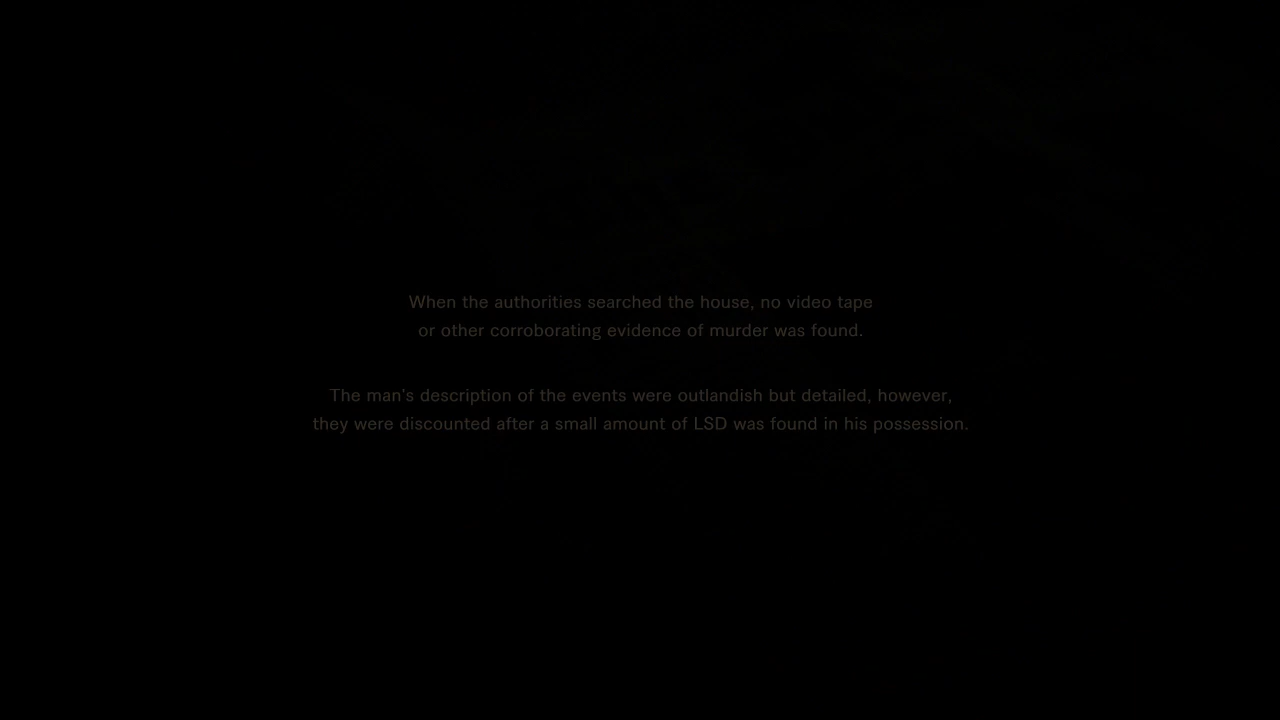 When the authorities searched the house, no video tape
or other corroborating evidence of murder was found.
The man's description of the events were outlandish but detailed, however,
they were discounted after a small amount of LSD was found in his possession.